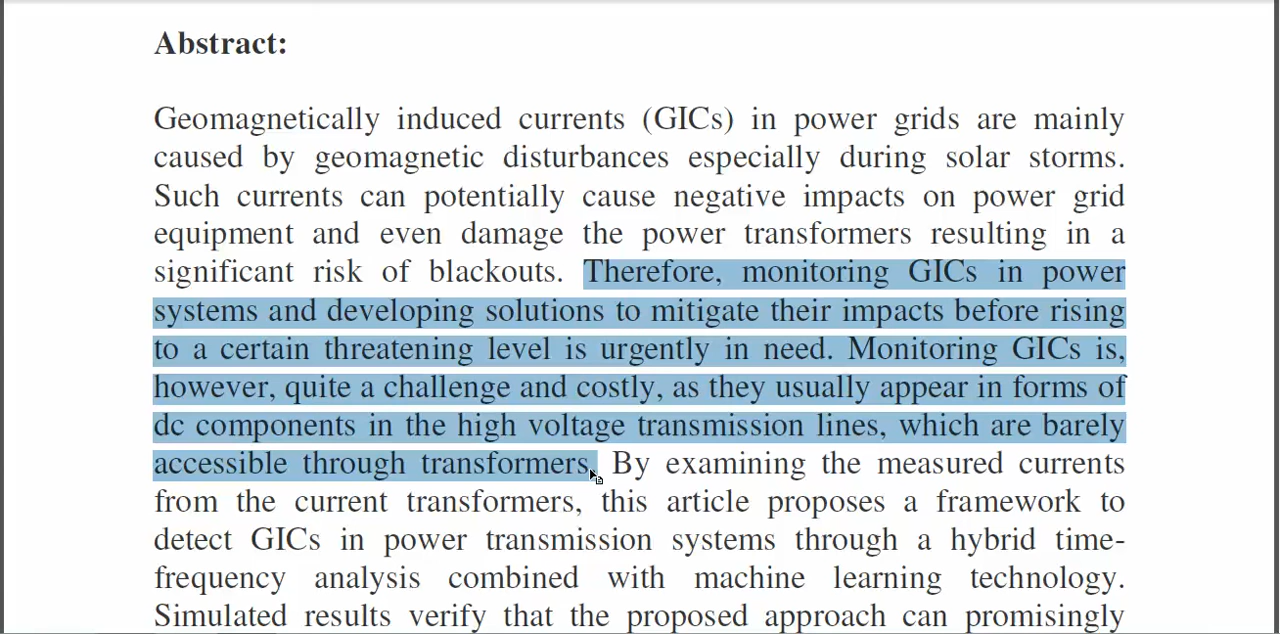 Abstract:
Geomagnetically induced currents (GICs) in power grids are mainly
caused by geomagnetic disturbances especially during solar storms.
Such currents can potentially cause negative impacts on power grid
equipment and even damage the power transformers resulting in a
significant risk of blackouts. Therefore, monitoring GICs in power
systems and developing solutions to mitigate their impacts before rising
to a certain threatening level is urgently in need. Monitoring GICs is,
however, quite a challenge and costly, as they usually appear in forms of
dc components in the high voltage transmission lines, which are barely
accessible through transformers. By examining the measured currents
from the current transformers, this article proposes a framework to
detect GICs in power transmission systems through a hybrid time-
frequency analysis combined with machine learning technology.
Simulated results verify that the proposed approach can promisingly